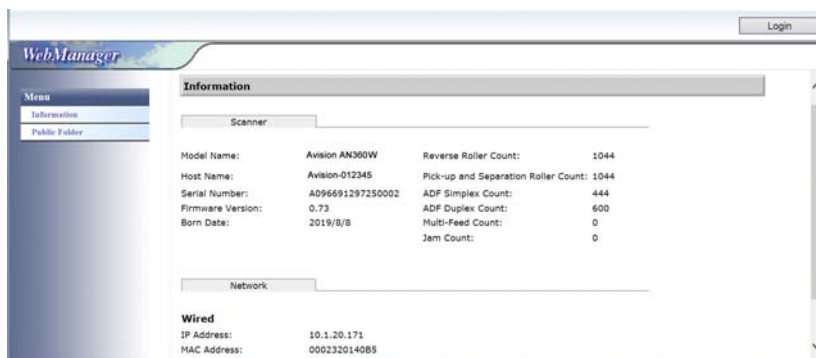 Login
WebManager
Menu
Information
Public Folder
Information
Scanner
Model Name: Avision AN360W Reverse Roller Count: 1044
Host Name: Avision-012345 Pick-up and Separation Roller Count: 1044
Serial Number: A096691297250002 ADF Simplex Count: 444
Firmware Version: 0.73 ADF Duplex Count: 600
Born Date: 2019/8/8 Multi-Feed Count: 0
Jam Count: 0
Network
Wired
IP Address: 10.1.20.171
MAC Address: 0002320140B5